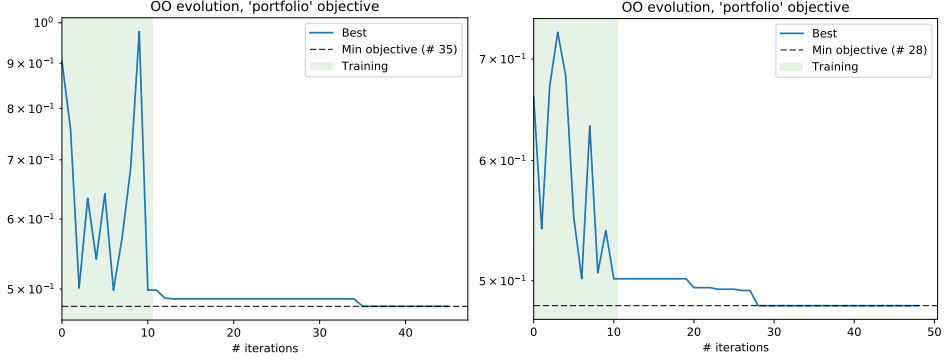 OO evolution, 'portfolio' objective
10⁰
9 × 10⁻¹
8 × 10⁻¹
7 × 10⁻¹
6 × 10⁻¹
5 × 10⁻¹
Best
Min objective (# 35)
Training
0 10 20 30 40
# iterations
OO evolution, 'portfolio' objective
7 × 10⁻¹
6 × 10⁻¹
5 × 10⁻¹
Best
Min objective (# 28)
Training
0 10 20 30 40 50
# iterations